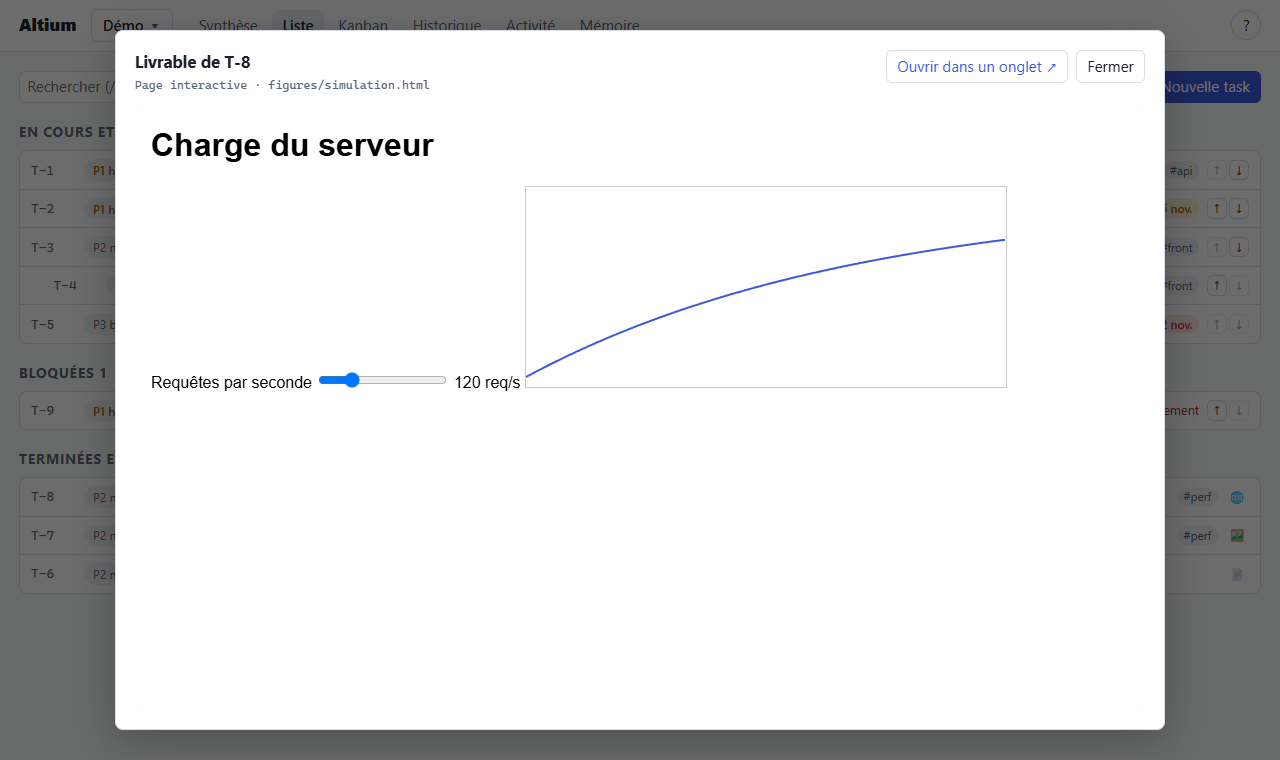 Altium Démo Synthèse Liste Kanban Historique Activité Mémoire ?
Livrable de T-8
Page interactive · figures/simulation.html
Ouvrir dans un onglet ↗ Fermer
Rechercher (/
Nouvelle task
Charge du serveur
Requêtes par seconde 120 req/s
EN COURS ET
T-1 P1 #api ↑ ↓
T-2 P1 nov. ↑ ↓
T-3 P2 #front ↑ ↓
T-4 #front ↑ ↓
T-5 P3 nov. ↑ ↓
BLOQUÉES 1
T-9 P1 ↑ ↓
TERMINÉES
T-8 P2 #perf
T-7 P2 #perf
T-6 P2